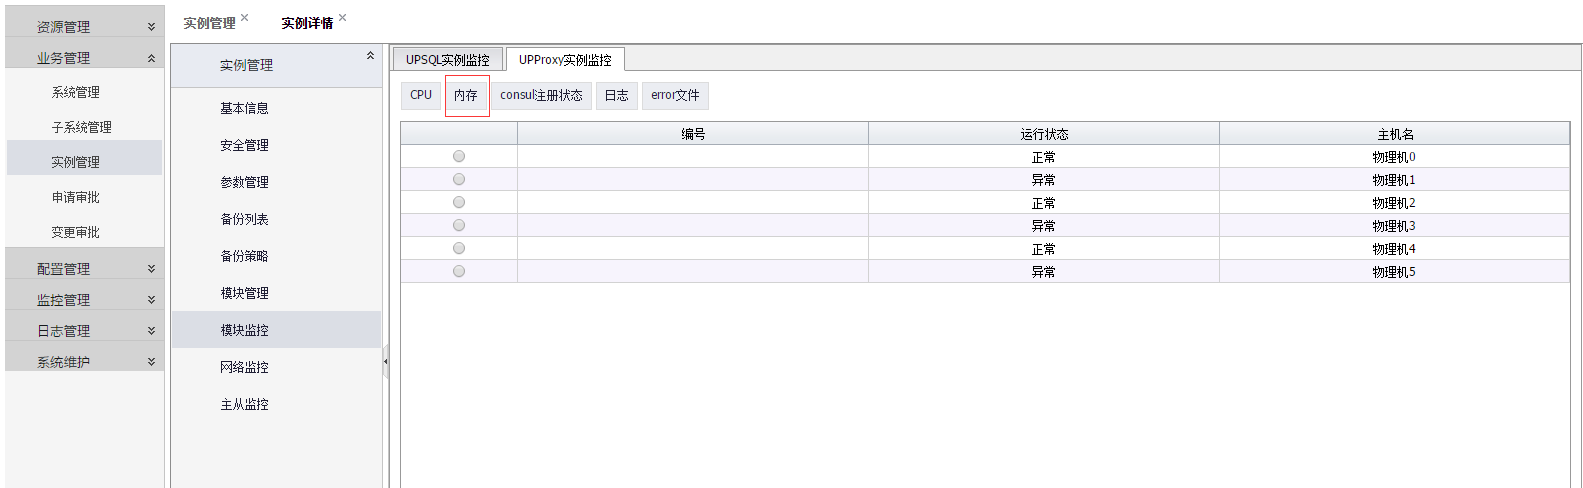 资源管理
业务管理
系统管理
子系统管理
实例管理
申请审批
变更审批
配置管理
监控管理
日志管理
系统维护
实例管理 实例详情
实例管理
基本信息
安全管理
参数管理
备份列表
备份策略
模块管理
模块监控
网络监控
主从监控
UPSQL实例监控 UPProxy实例监控
CPU 内存 consul注册状态 日志 error文件
编号 运行状态 主机名
正常 物理机0
异常 物理机1
正常 物理机2
异常 物理机3
正常 物理机4
异常 物理机5